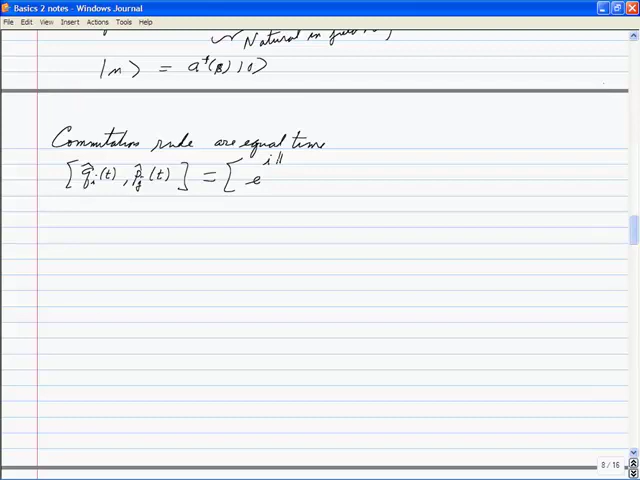 Basics 2 notes - Windows Journal
File Edit View Insert Actions Tools Help
Natural in
|n> = a†(β) |0>
Commutation rule are equal time
[q̂i(t), p̂j(t)] = [e^ill
8 / 16